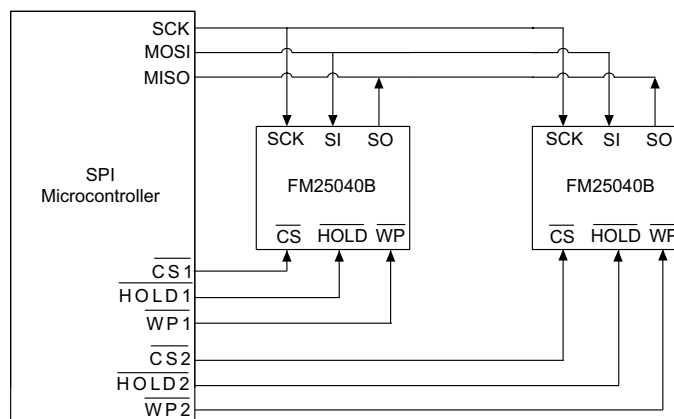 SCK
MOSI
MISO
SPI
Microcontroller
CS1
HOLD1
WP1
CS2
HOLD2
WP2
SCK SI SO
FM25040B
CS HOLD WP
SCK SI SO
FM25040B
CS HOLD WP